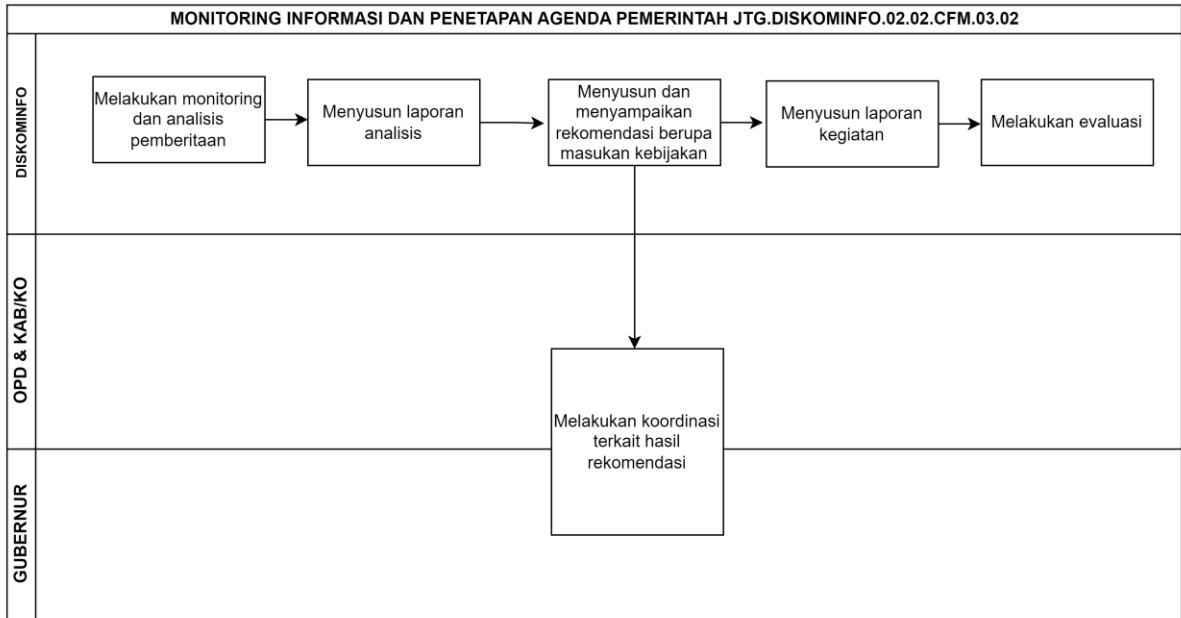 MONITORING INFORMASI DAN PENETAPAN AGENDA PEMERINTAH JTG.DISKOMINFO.02.02.CFM.03.02
DISKOMINFO
Melakukan monitoring
dan analisis
pemberitaan
Menyusun laporan
analisis
Menyusun dan
menyampaikan
rekomendasi berupa
masukan kebijakan
Menyusun laporan
kegiatan
Melakukan evaluasi
OPD & KAB/KO
Melakukan koordinasi
terkait hasil
rekomendasi
GUBERNUR